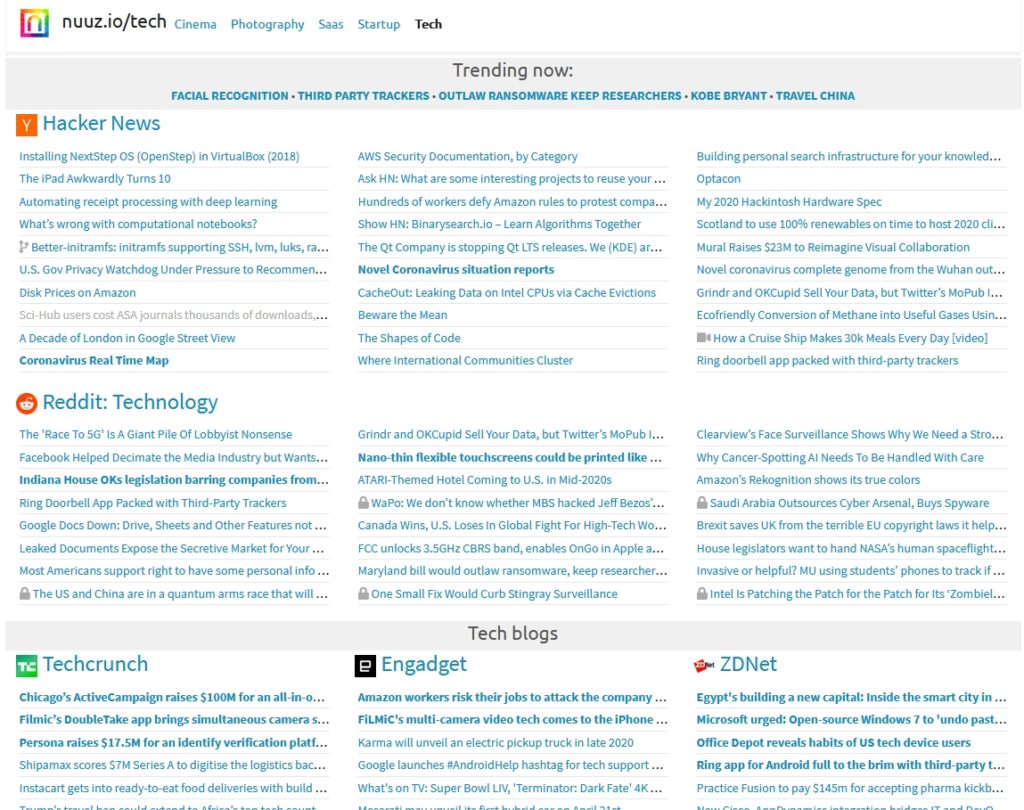 nuuz.io/tech Cinema Photography Saas Startup Tech
Trending now:
FACIAL RECOGNITION • THIRD PARTY TRACKERS • OUTLAW RANSOMWARE KEEP RESEARCHERS • KOBE BRYANT • TRAVEL CHINA
Y Hacker News
Installing NextStep OS (OpenStep) in VirtualBox (2018)
The iPad Awkwardly Turns 10
Automating receipt processing with deep learning
What's wrong with computational notebooks?
Better-initramfs: initramfs supporting SSH, lvm, luks, ra...
U.S. Gov Privacy Watchdog Under Pressure to Recommen...
Disk Prices on Amazon
Sci-Hub users cost ASA journals thousands of downloads,...
A Decade of London in Google Street View
Coronavirus Real Time Map
AWS Security Documentation, by Category
Ask HN: What are some interesting projects to reuse your ...
Hundreds of workers defy Amazon rules to protest compa...
Show HN: Binarysearch.io – Learn Algorithms Together
The Qt Company is stopping Qt LTS releases. We (KDE) ar...
Novel Coronavirus situation reports
CacheOut: Leaking Data on Intel CPUs via Cache Evictions
Beware the Mean
The Shapes of Code
Where International Communities Cluster
Building personal search infrastructure for your knowled...
Optacon
My 2020 Hackintosh Hardware Spec
Scotland to use 100% renewables on time to host 2020 cli...
Mural Raises $23M to Reimagine Visual Collaboration
Novel coronavirus complete genome from the Wuhan out...
Grindr and OKCupid Sell Your Data, but Twitter's MoPub I...
Ecofriendly Conversion of Methane into Useful Gases Usin...
How a Cruise Ship Makes 30k Meals Every Day [video]
Ring doorbell app packed with third-party trackers
Reddit: Technology
The 'Race To 5G' Is A Giant Pile Of Lobbyist Nonsense
Facebook Helped Decimate the Media Industry but Wants...
Indiana House OKs legislation barring companies from...
Ring Doorbell App Packed with Third-Party Trackers
Google Docs Down: Drive, Sheets and Other Features not ...
Leaked Documents Expose the Secretive Market for Your ...
Most Americans support right to have some personal info ...
The US and China are in a quantum arms race that will ...
Grindr and OKCupid Sell Your Data, but Twitter's MoPub I...
Nano-thin flexible touchscreens could be printed like ...
ATARI-Themed Hotel Coming to U.S. in Mid-2020s
WaPo: We don't know whether MBS hacked Jeff Bezos'...
Canada Wins, U.S. Loses In Global Fight For High-Tech Wo...
FCC unlocks 3.5GHz CBRS band, enables OnGo in Apple a...
Maryland bill would outlaw ransomware, keep researcher...
One Small Fix Would Curb Stingray Surveillance
Clearview's Face Surveillance Shows Why We Need a Stro...
Why Cancer-Spotting AI Needs To Be Handled With Care
Amazon's Rekognition shows its true colors
Saudi Arabia Outsources Cyber Arsenal, Buys Spyware
Brexit saves UK from the terrible EU copyright laws it help...
House legislators want to hand NASA's human spaceflight...
Invasive or helpful? MU using students' phones to track if ...
Intel Is Patching the Patch for the Patch for Its 'Zombiel...
Tech blogs
Techcrunch
Chicago's ActiveCampaign raises $100M for an all-in-o...
Filmic's DoubleTake app brings simultaneous camera s...
Persona raises $17.5M for an identify verification platf...
Shipamax scores $7M Series A to digitise the logistics bac...
Instacart gets into ready-to-eat food deliveries with build ...
Trump's travel ban could extend to Africa's top tech count...
Engadget
Amazon workers risk their jobs to attack the company ...
FiLMiC's multi-camera video tech comes to the iPhone ...
Karma will unveil an electric pickup truck in late 2020
Google launches #AndroidHelp hashtag for tech support ...
What's on TV: Super Bowl LIV, 'Terminator: Dark Fate' 4K ...
Maserati may unveil its first hybrid car on April 21st
ZDNet
Egypt's building a new capital: Inside the smart city in ...
Microsoft urged: Open-source Windows 7 to 'undo past...
Office Depot reveals habits of US tech device users
Ring app for Android full to the brim with third-party t...
Practice Fusion to pay $145m for accepting pharma kickb...
New Cisco, AppDynamics integration bridges IT and DevO...